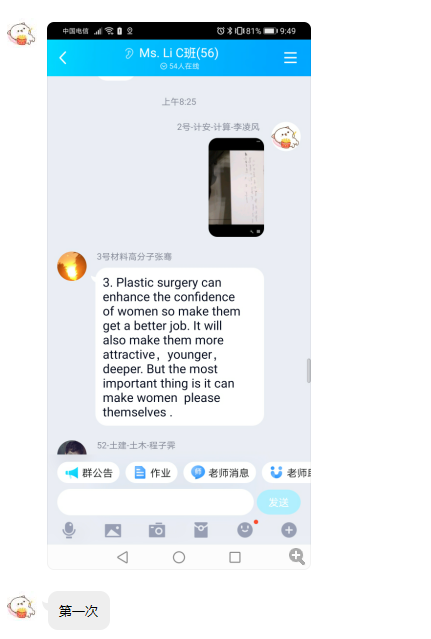 中国电信 81% 9:49
Ms. Li C班(56)
54人在线
上午8:25
2号-计安-计算-李凌风
3号材料高分子张骞
3. Plastic surgery can
enhance the confidence
of women so make them
get a better job. It will
also make them more
attractive，younger，
deeper. But the most
important thing is it can
make women  please
themselves .
52-土建-土木-程子霁
群公告 作业 老师消息 老师
发送
第一次